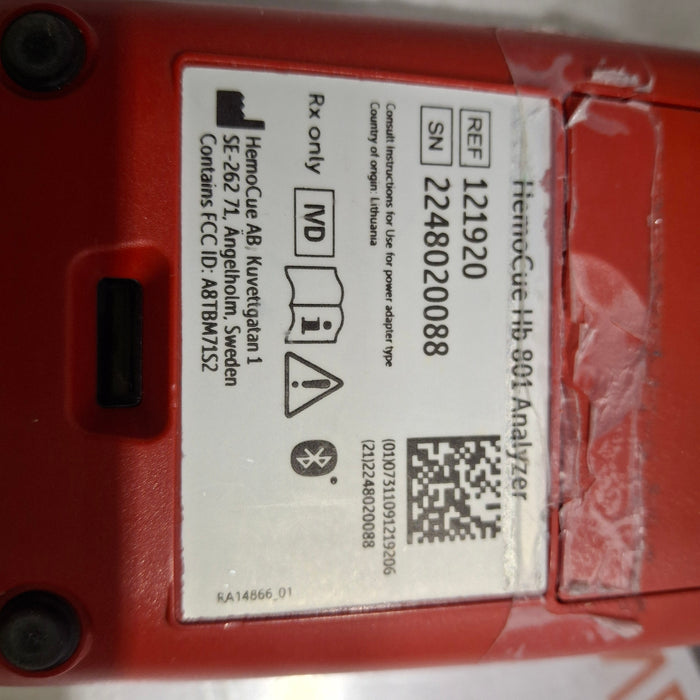 HemoCue Hb 801 Analyzer
REF 121920
SN 2248020088
(01)07311091219206
(21)2248020088
Consult Instructions for Use for power adapter type
Country of origin: Lithuania
Rx only IVD
HemoCue AB, Kuvettgatan 1
SE-262 71, Ängelholm, Sweden
Contains FCC ID: A8TBM71S2
RA14866_01